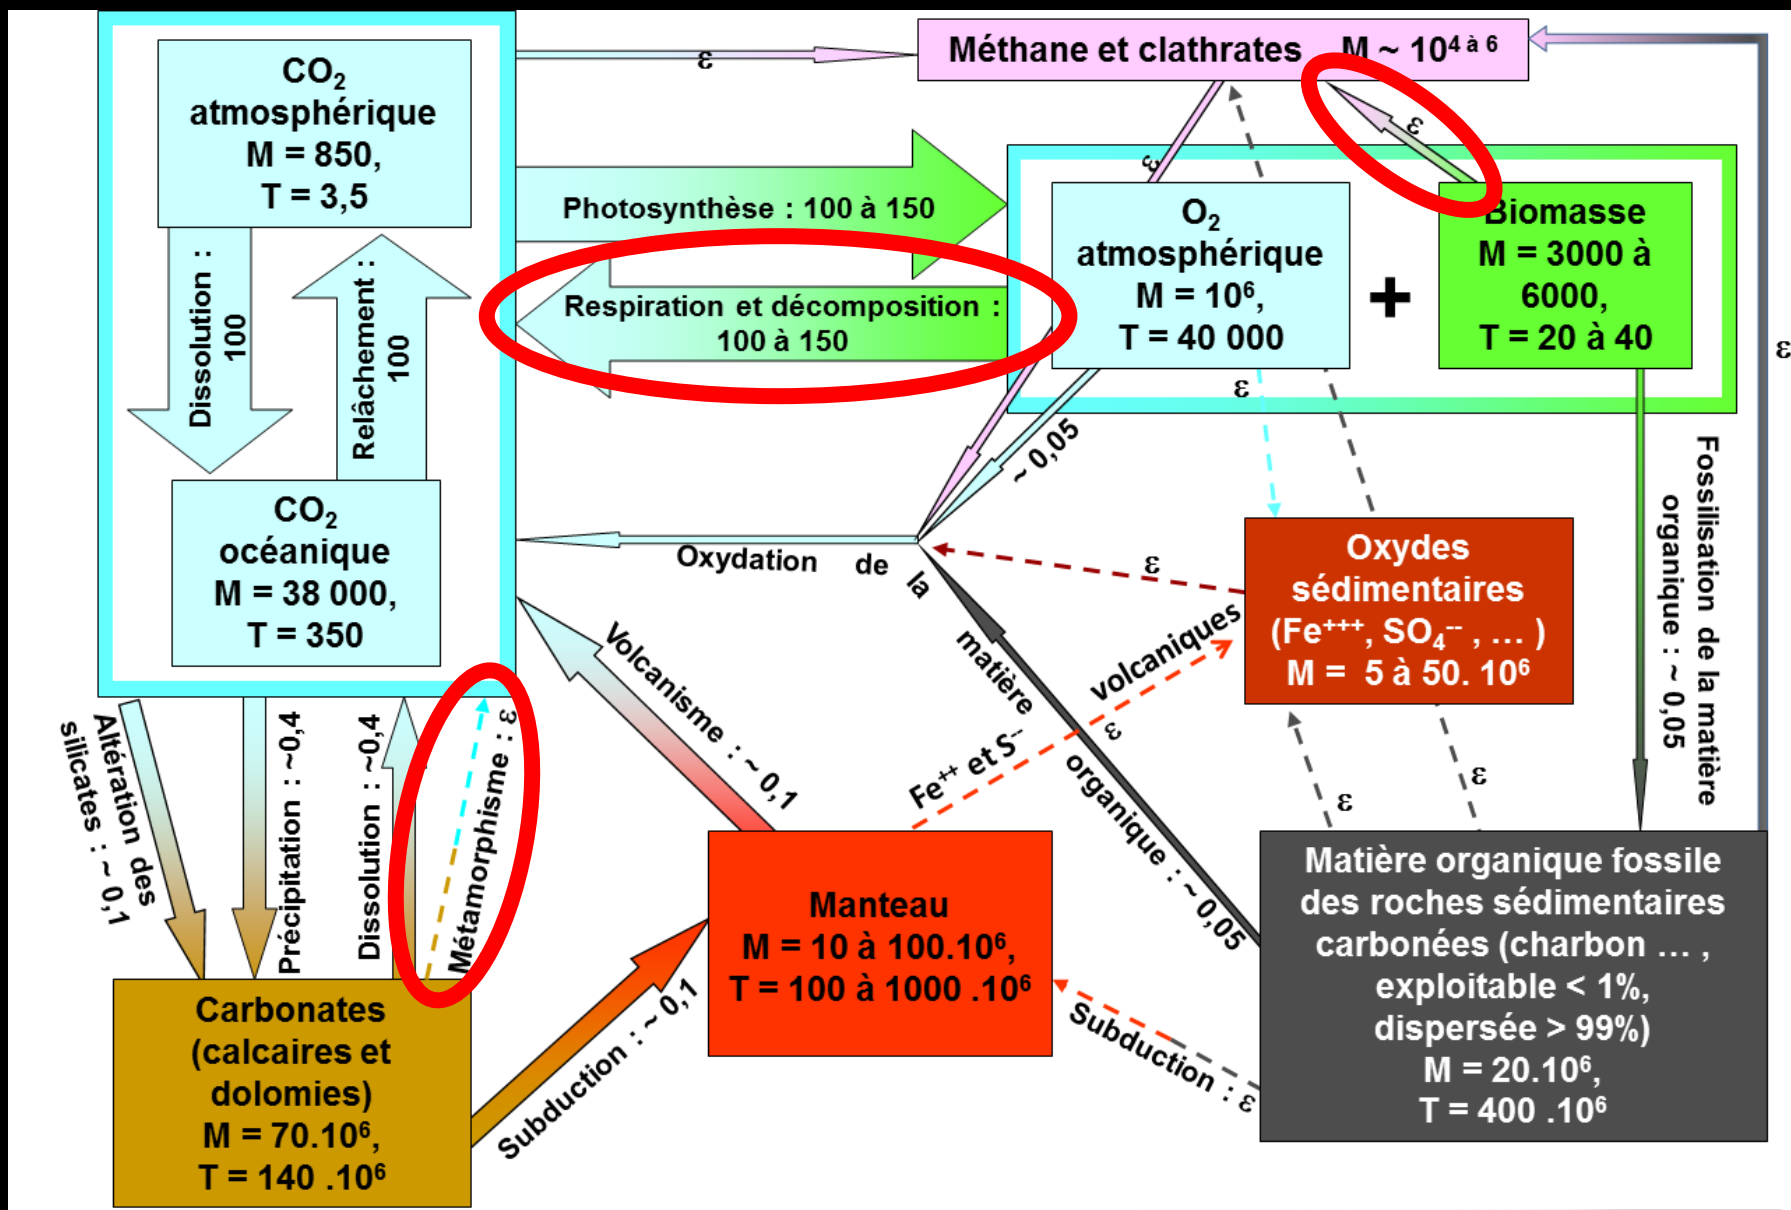 CO₂
atmosphérique
M = 850,
T = 3,5
Dissolution :
100
Relâchement :
100
CO₂
océanique
M = 38 000,
T = 350
ε
Méthane et clathrates M ~ 10⁴ ᵃ̀ ⁶
ε
ε
ε
Photosynthèse : 100 à 150
Respiration et décomposition :
100 à 150
O₂
atmosphérique
M = 10⁶,
T = 40 000
+
Biomasse
M = 3000 à
6000,
T = 20 à 40
ε
~ 0,05
Fossilisation de la matière
organique : ~ 0,05
Oxydation de la matière organique : ~ 0,05
ε
ε
Oxydes
sédimentaires
(Fe⁺⁺⁺, SO₄⁻⁻ , … )
M = 5 à 50. 10⁶
Volcanisme : ~ 0,1
Fe⁺⁺ et S⁻⁻ volcaniques
ε
ε
Altération des
silicates : ~ 0,1
Précipitation : ~0,4
Dissolution : ~0,4
Métamorphisme : ε
Carbonates
(calcaires et
dolomies)
M = 70.10⁶,
T = 140 .10⁶
Subduction : ~ 0,1
Manteau
M = 10 à 100.10⁶,
T = 100 à 1000 .10⁶
Subduction : ε
Matière organique fossile
des roches sédimentaires
carbonées (charbon … ,
exploitable < 1%,
dispersée > 99%)
M = 20.10⁶,
T = 400 .10⁶